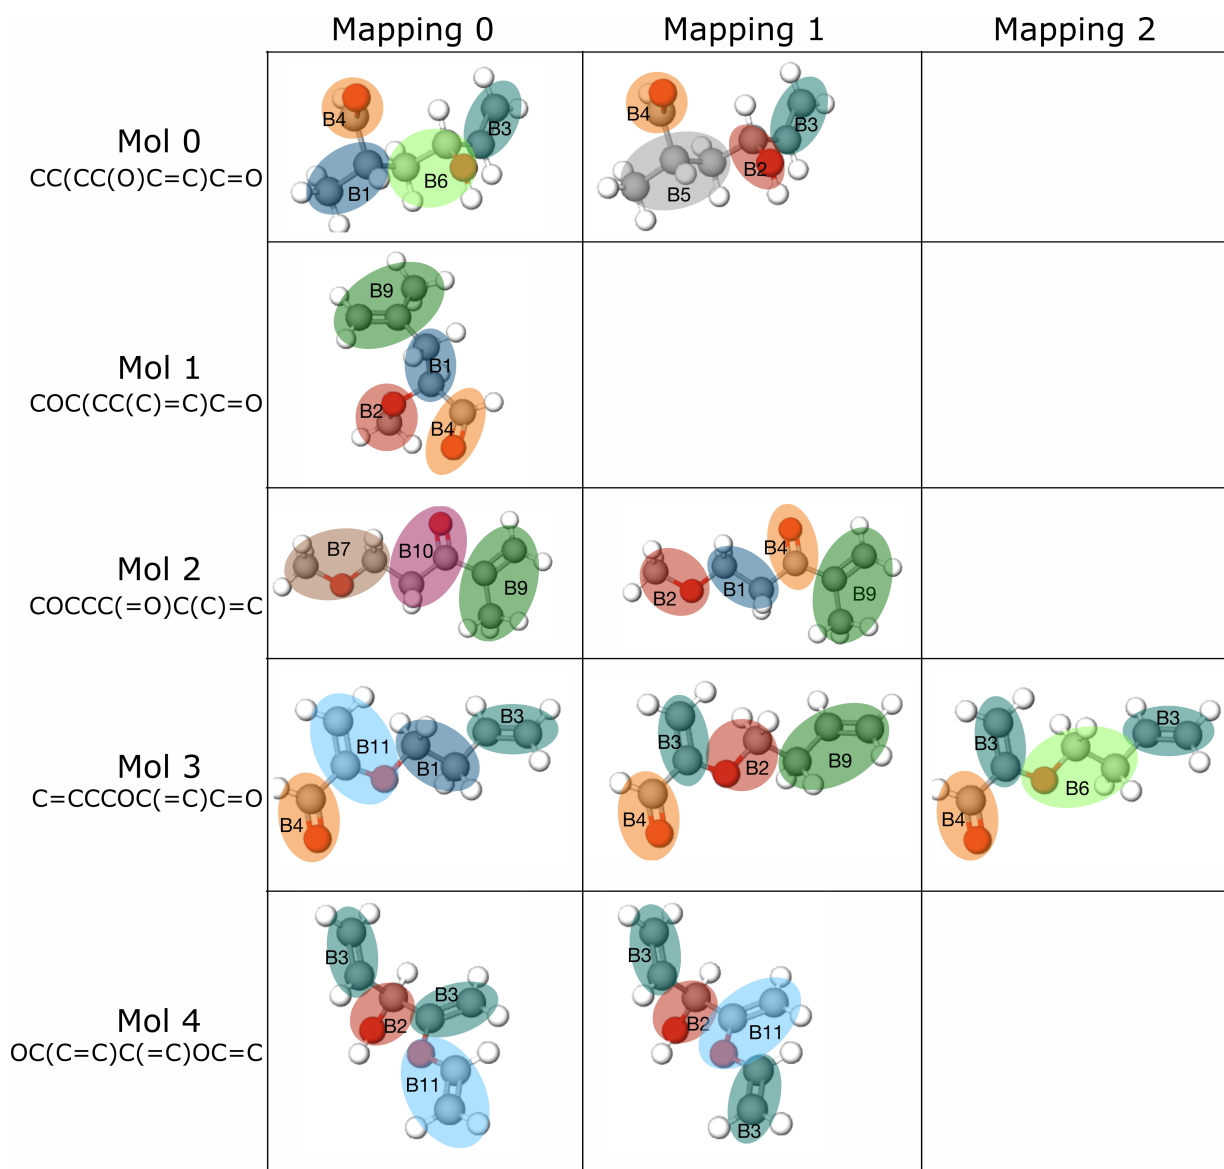 Mapping 0 Mapping 1 Mapping 2
Mol 0
CC(CC(O)C=C)C=O
B4 B1 B6 B3
B4 B5 B2 B3
Mol 1
COC(CC(C)=C)C=O
B9
B1
B2
B4
Mol 2
COCCC(=O)C(C)=C
B7 B10 B9
B2 B1 B4 B9
Mol 3
C=CCCOC(=C)C=O
B4 B11 B1 B3
B4 B3 B2 B9
B4 B3 B6 B3
Mol 4
OC(C=C)C(=C)OC=C
B3
B2 B3
B11
B3
B2 B11
B3